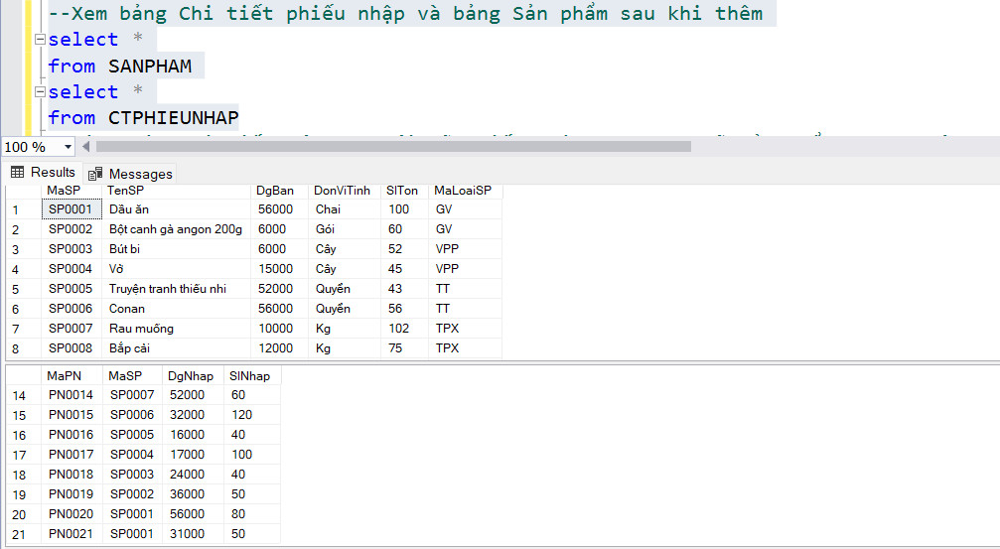 --Xem bảng Chi tiết phiếu nhập và bảng Sản phẩm sau khi thêm
select *
from SANPHAM
select *
from CTPHIEUNHAP
100 %
Results Messages
MaSP TenSP DgBan DonViTinh SlTon MaLoaiSP
1 SP0001 Dầu ăn 56000 Chai 100 GV
2 SP0002 Bột canh gà angon 200g 6000 Gói 60 GV
3 SP0003 Bút bi 6000 Cây 52 VPP
4 SP0004 Vở 15000 Cây 45 VPP
5 SP0005 Truyện tranh thiếu nhi 52000 Quyển 43 TT
6 SP0006 Conan 56000 Quyển 56 TT
7 SP0007 Rau muống 10000 Kg 102 TPX
8 SP0008 Bắp cải 12000 Kg 75 TPX
MaPN MaSP DgNhap SlNhap
14 PN0014 SP0007 52000 60
15 PN0015 SP0006 32000 120
16 PN0016 SP0005 16000 40
17 PN0017 SP0004 17000 100
18 PN0018 SP0003 24000 40
19 PN0019 SP0002 36000 50
20 PN0020 SP0001 56000 80
21 PN0021 SP0001 31000 50